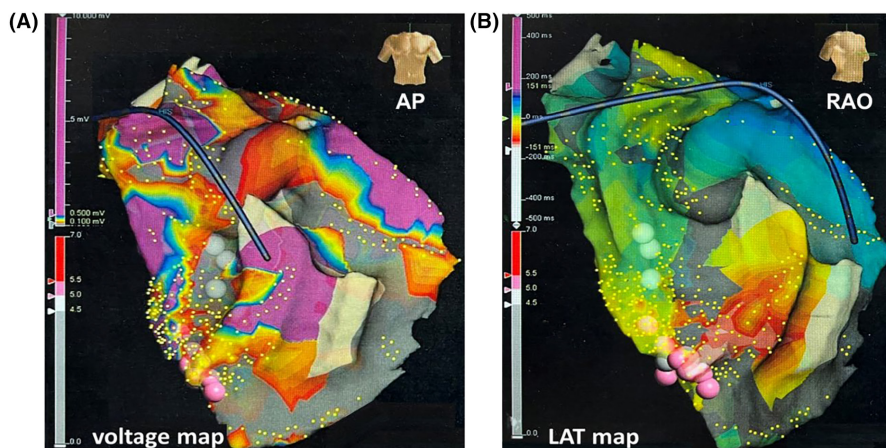 (A)
10.000 mV
AP
HIS
5 mV
0.500 mV
0.100 mV
7.0
5.5
5.0
4.5
0.0
voltage map
(B)
500 ms
400 ms
RAO
HIS
200 ms
151 ms
0 ms
-151 ms
-200 ms
-400 ms
-500 ms
7.0
5.5
5.0
4.5
0.0
LAT map